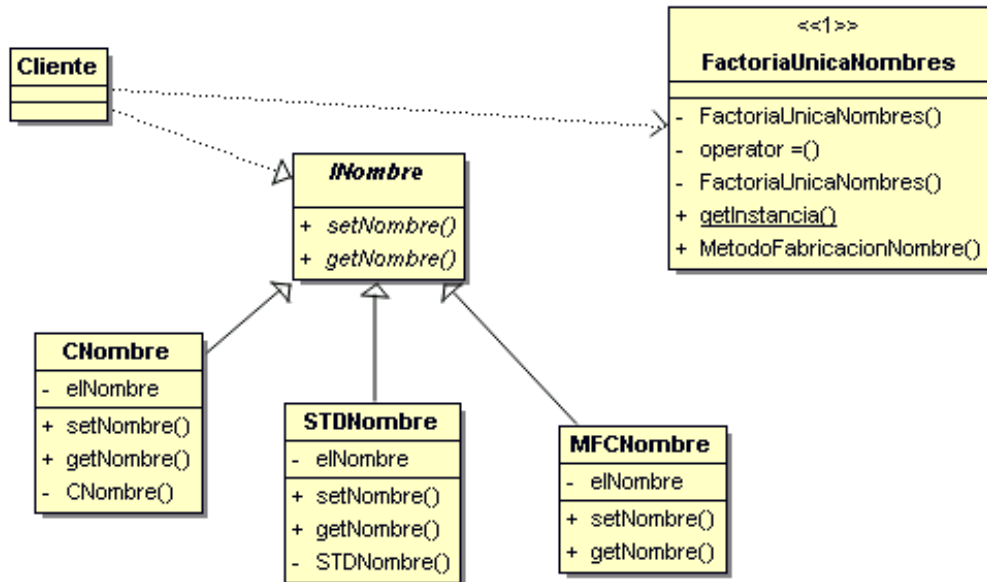 Cliente
<<1>>
FactoriaUnicaNombres
- FactoriaUnicaNombres()
- operator =()
- FactoriaUnicaNombres()
+ getInstancia()
+ MetodoFabricacionNombre()
INombre
+ setNombre()
+ getNombre()
CNombre
- elNombre
+ setNombre()
+ getNombre()
- CNombre()
STDNombre
- elNombre
+ setNombre()
+ getNombre()
- STDNombre()
MFCNombre
- elNombre
+ setNombre()
+ getNombre()